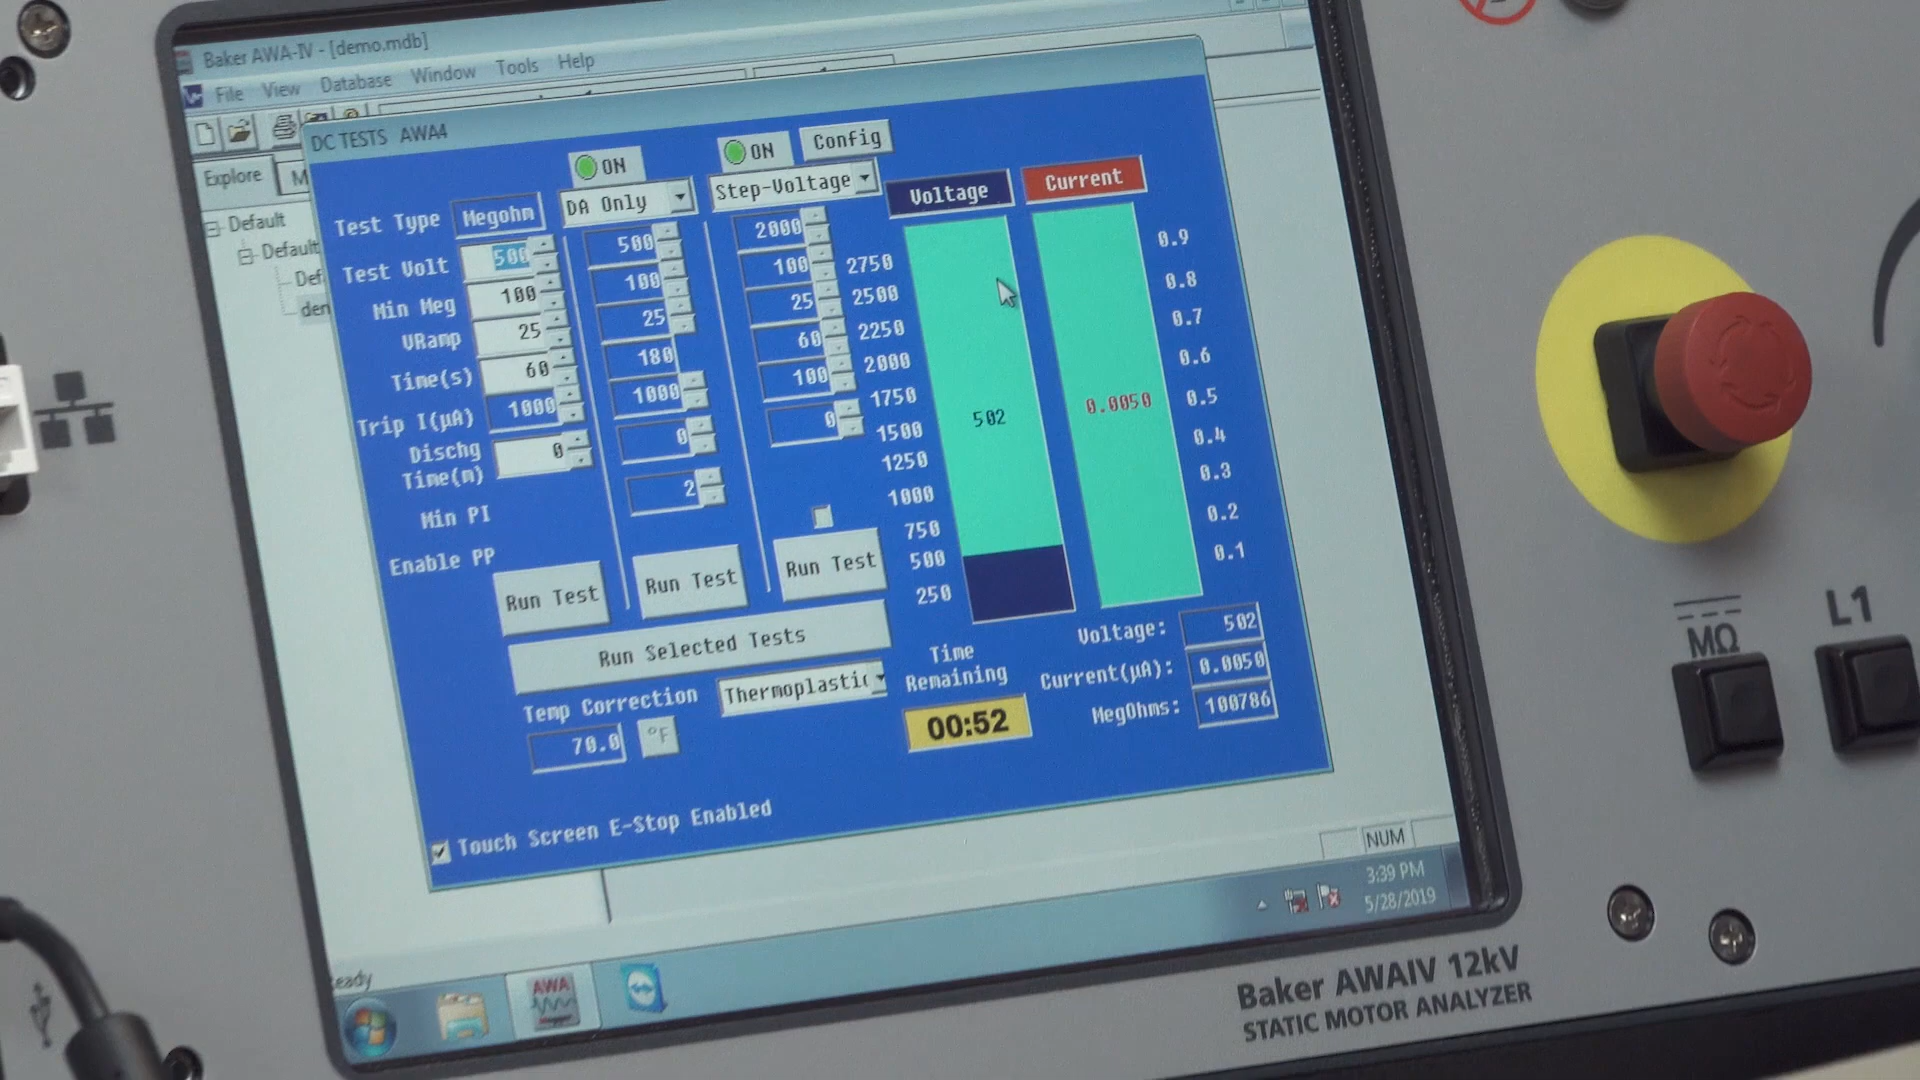 Baker AWA-IV - [demo.mdb]
File View Database Window Tools Help
DC TESTS AWA4
Explore M
Default
Default
Def
den
ON
ON
Config
Test Type Megohm DA Only Step-Voltage Voltage Current
Test Volt 500 500 2000
Min Meg 100 100 100
VRamp 25 25 25
Time(s) 60 180 60
Trip I(µA) 1000 1000 100
Dischg Time(m) 0 0 0
Min PI 2
Enable PP
Run Test Run Test Run Test
Run Selected Tests
Temp Correction Thermoplastic
70.0 °F
Touch Screen E-Stop Enabled
2750
2500
2250
2000
1750
1500
1250
1000
750
500
250
502
0.0050
0.9
0.8
0.7
0.6
0.5
0.4
0.3
0.2
0.1
Time Remaining
00:52
Voltage: 502
Current(µA): 0.0050
MegOhms: 100786
NUM
3:39 PM
5/28/2019
eady
AWA
MΩ
L1
Baker AWAIV 12kV
STATIC MOTOR ANALYZER